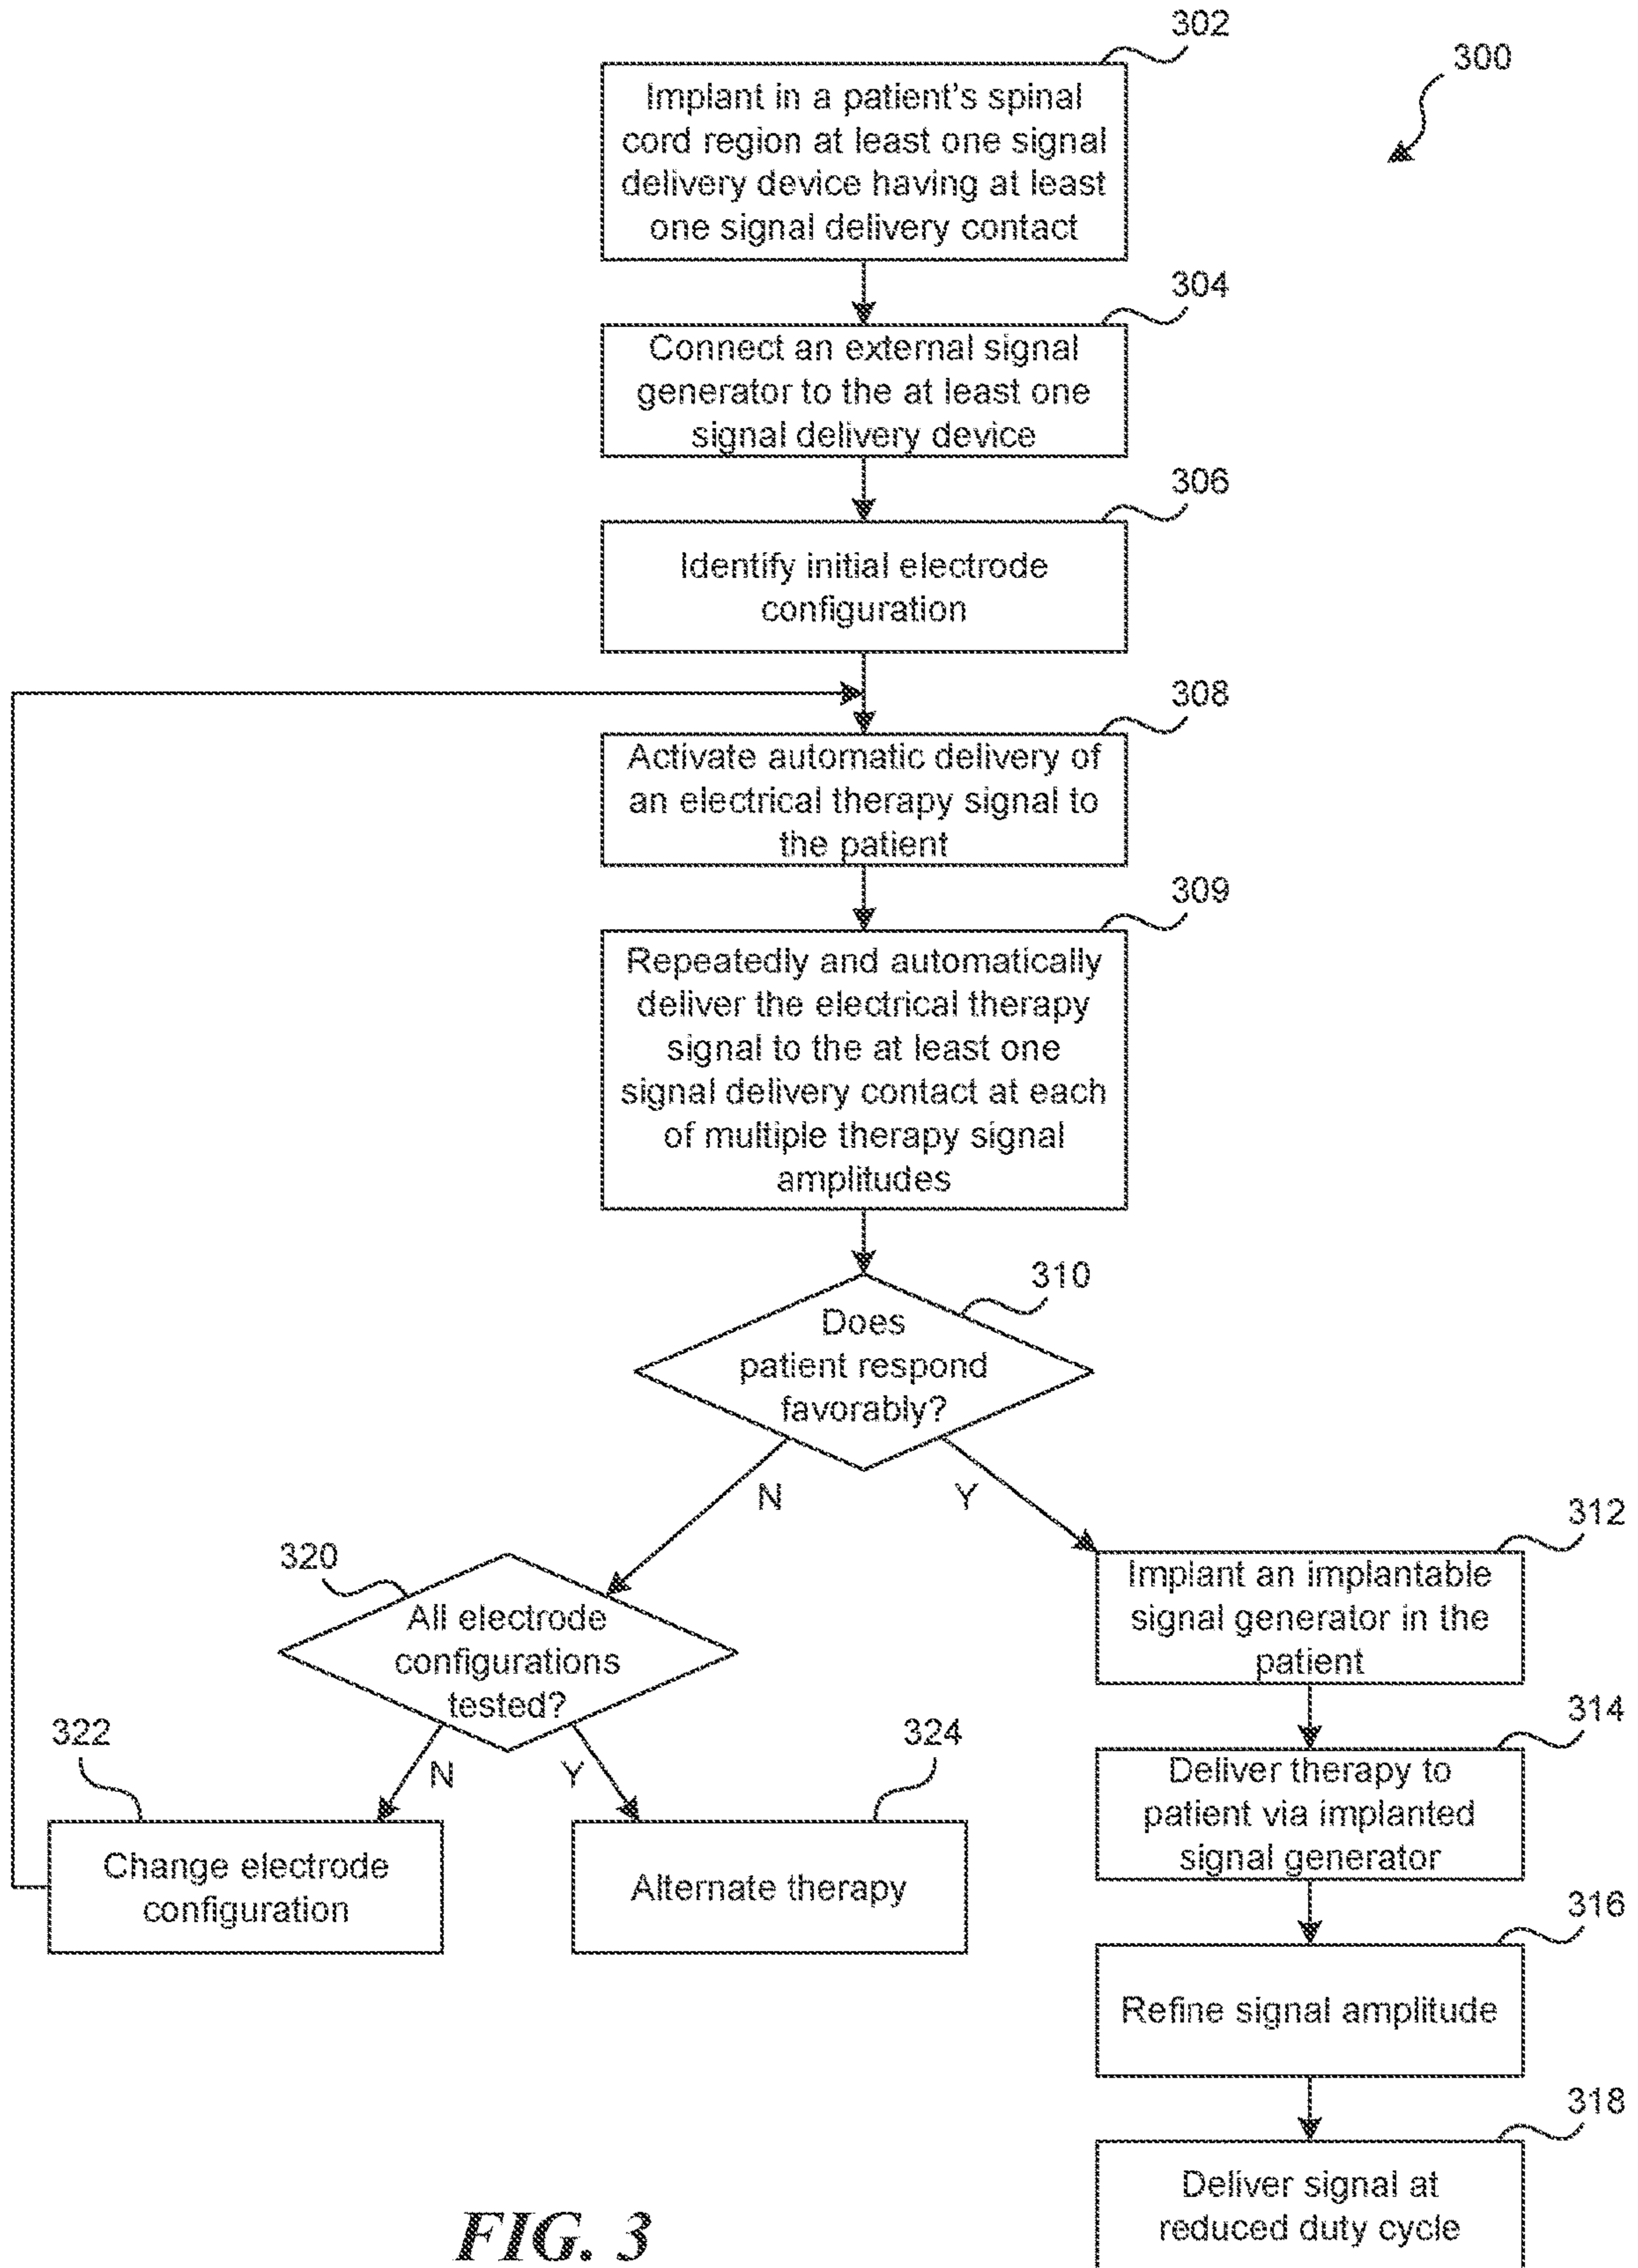 302
300
Implant in a patient's spinal
cord region at least one signal
delivery device having at least
one signal delivery contact
304
Connect an external signal
generator to the at least one
signal delivery device
306
Identify initial electrode
configuration
308
Activate automatic delivery of
an electrical therapy signal to
the patient
309
Repeatedly and automatically
deliver the electrical therapy
signal to the at least one
signal delivery contact at each
of multiple therapy signal
amplitudes
310
Does
patient respond
favorably?
N
Y
312
Implant an implantable
signal generator in the
patient
320
All electrode
configurations
tested?
N
Y
322
Change electrode
configuration
324
Alternate therapy
314
Deliver therapy to
patient via implanted
signal generator
316
Refine signal amplitude
318
Deliver signal at
reduced duty cycle
FIG. 3